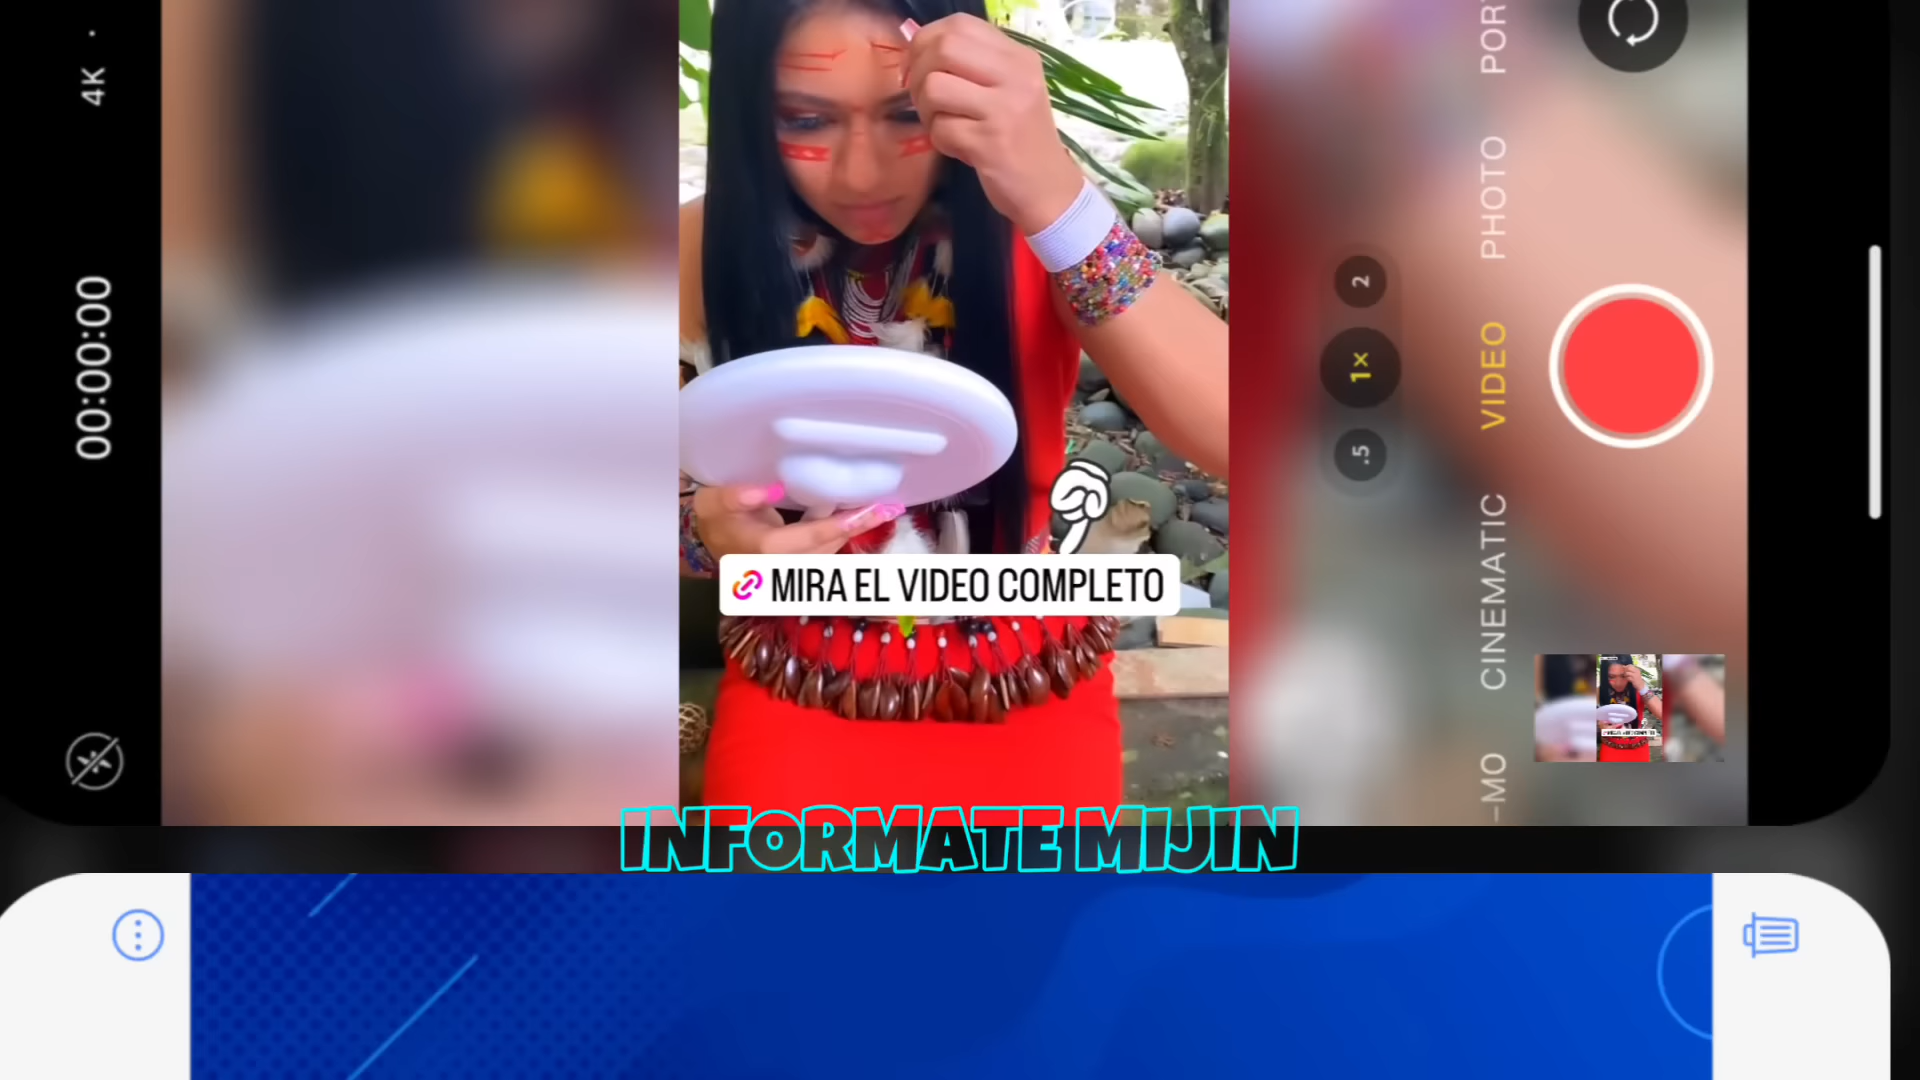 4K
00:00:00
MIRA EL VIDEO COMPLETO
2
1×
.5
POR
PHOTO
VIDEO
CINEMATIC
-MO
INFORMATE MIJIN